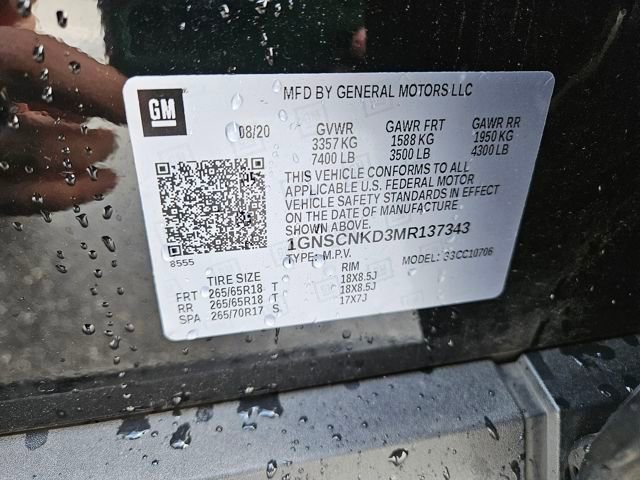 GM
MFD BY GENERAL MOTORS LLC
08/20 GVWR GAWR FRT GAWR RR
3357 KG 1588 KG 1950 KG
7400 LB 3500 LB 4300 LB
THIS VEHICLE CONFORMS TO ALL
APPLICABLE U.S. FEDERAL MOTOR
VEHICLE SAFETY STANDARDS IN EFFECT
ON THE DATE OF MANUFACTURE
SHOWN ABOVE.
1GNSCNKD3MR137343
8555 TYPE: M.P.V. MODEL: 33CC10706
TIRE SIZE RIM
FRT 265/65R18 T 18X8.5J
RR 265/65R18 T 18X8.5J
SPA 265/70R17 S 17X7J